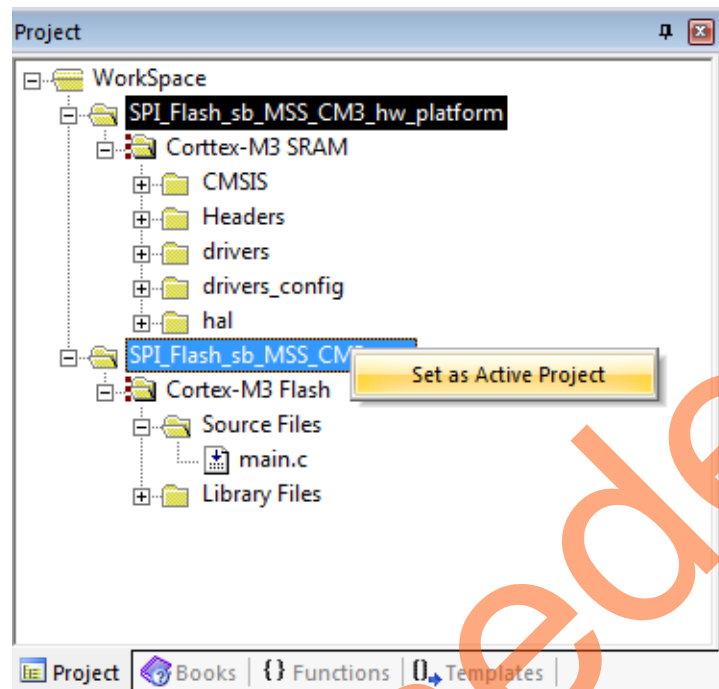 Project
WorkSpace
SPI_Flash_sb_MSS_CM3_hw_platform
Corttex-M3 SRAM
CMSIS
Headers
drivers
drivers_config
hal
SPI_Flash_sb_MSS_CM3
Set as Active Project
Cortex-M3 Flash
Source Files
main.c
Library Files
Project Books {} Functions Templates